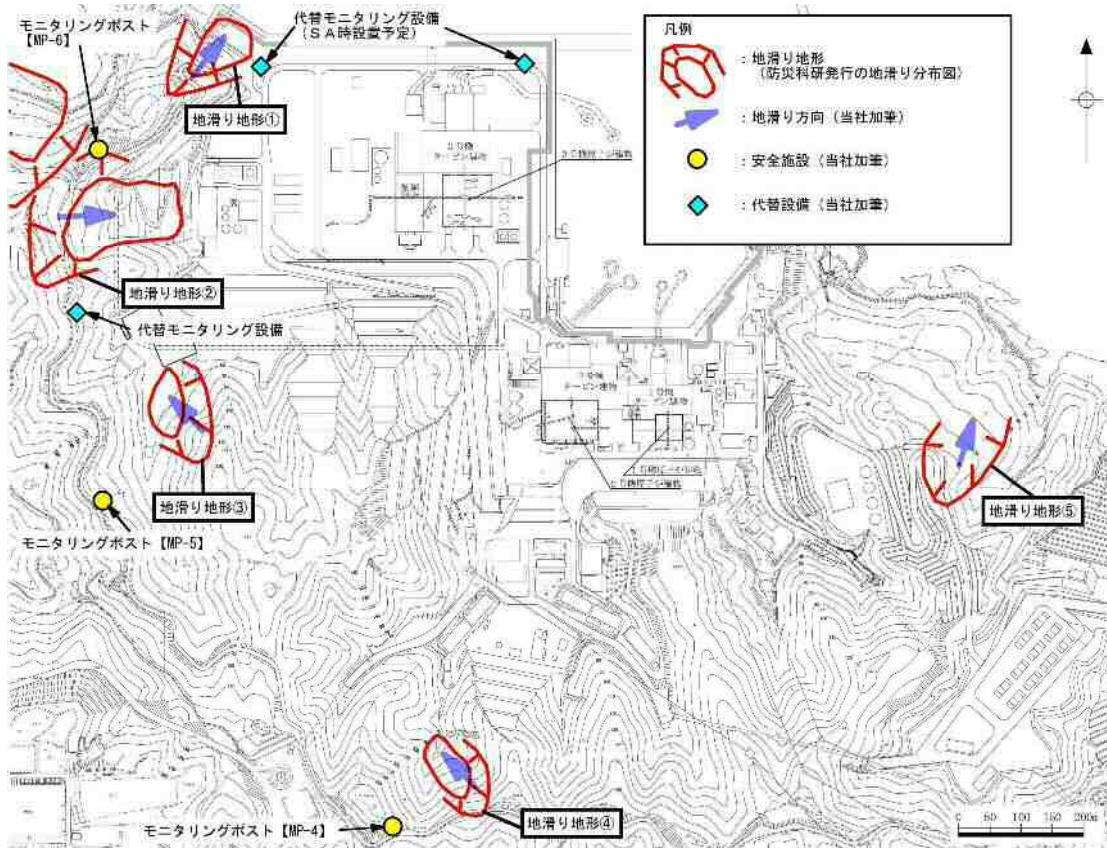 モニタリングポスト
【MP-6】
代替モニタリング設備
(ＳＡ時設置予定)
地滑り地形①
凡例
：地滑り地形
(防災科研発行の地滑り分布図)
：地滑り方向（当社加筆）
：安全施設（当社加筆）
：代替設備（当社加筆）
地滑り地形②
代替モニタリング設備
地滑り地形③
モニタリングポスト【MP-5】
地滑り地形⑤
モニタリングポスト【MP-4】
地滑り地形④
0 50 100 150 200m